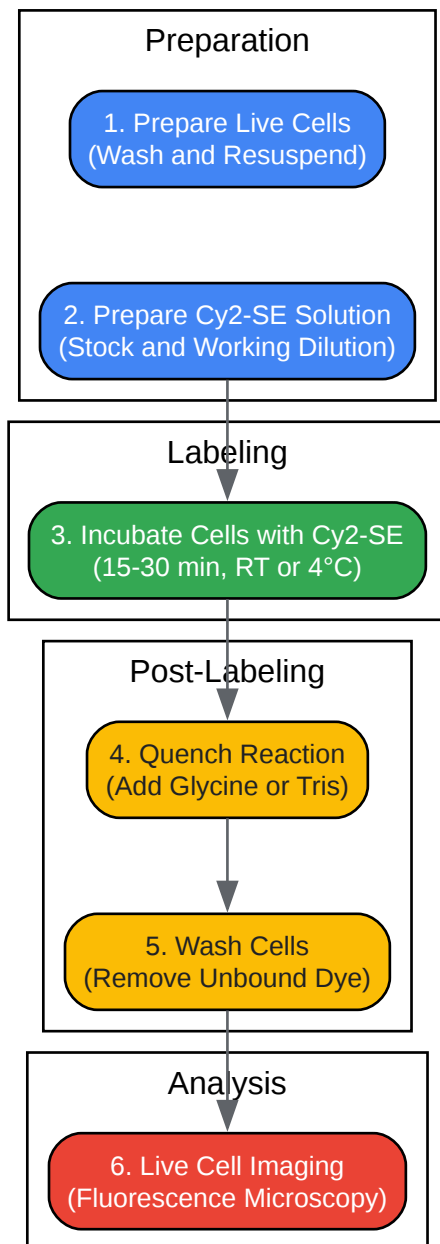 Preparation
1. Prepare Live Cells
(Wash and Resuspend)
2. Prepare Cy2-SE Solution
(Stock and Working Dilution)
Labeling
3. Incubate Cells with Cy2-SE
(15-30 min, RT or 4°C)
Post-Labeling
4. Quench Reaction
(Add Glycine or Tris)
5. Wash Cells
(Remove Unbound Dye)
Analysis
6. Live Cell Imaging
(Fluorescence Microscopy)